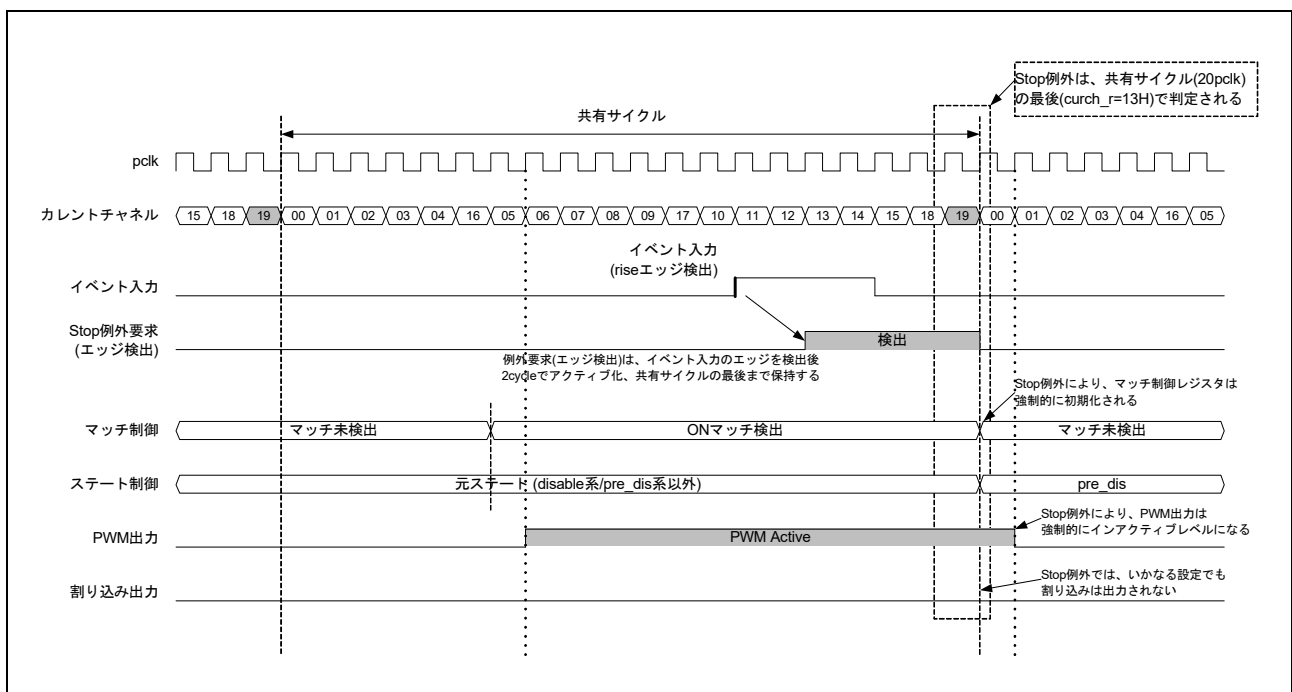 Stop例外は、共有サイクル(20pclk)
の最後(curch_r=13H)で判定される
共有サイクル
pclk
カレントチャネル 15 18 19 00 01 02 03 04 16 05 06 07 08 09 17 10 11 12 13 14 15 18 19 00 01 02 03 04 16 05
イベント入力
(riseエッジ検出)
イベント入力
Stop例外要求
(エッジ検出)
検出
例外要求(エッジ検出)は、イベント入力のエッジを検出後
2cycleでアクティブ化、共有サイクルの最後まで保持する
Stop例外により、マッチ制御レジスタは
強制的に初期化される
マッチ制御 マッチ未検出 ONマッチ検出 マッチ未検出
ステート制御 元ステート (disable系/pre_dis系以外) pre_dis
Stop例外により、PWM出力は
強制的にインアクティブレベルになる
PWM出力 PWM Active
Stop例外では、いかなる設定でも
割り込みは出力されない
割り込み出力